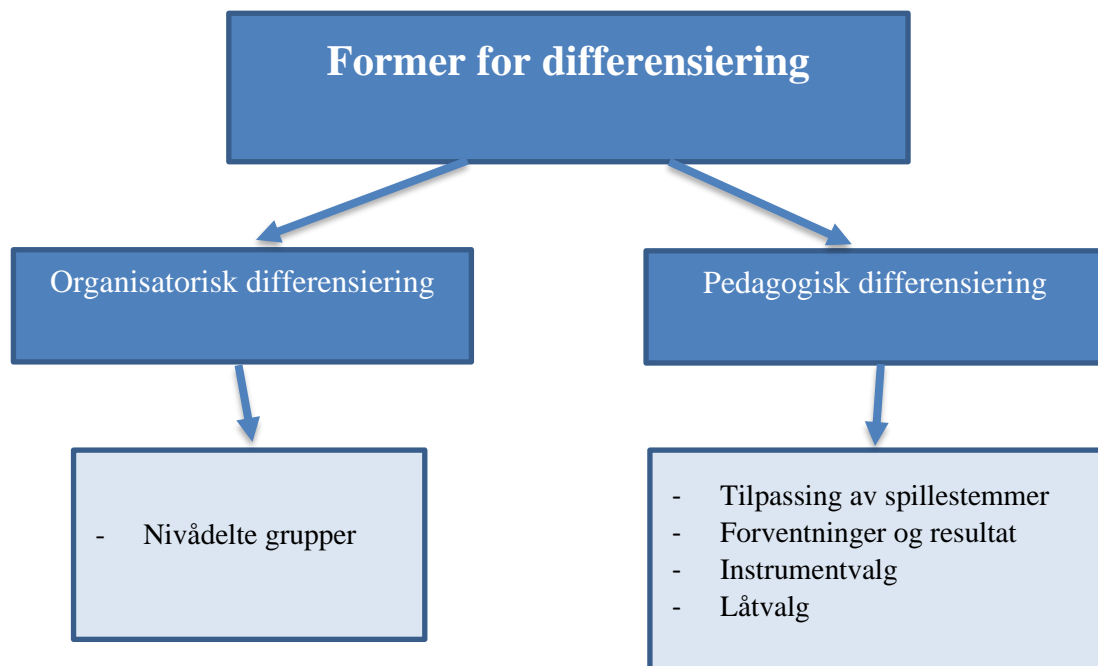 Former for differensiering
Organisatorisk differensiering
Pedagogisk differensiering
- Nivådelte grupper
- Tilpassing av spillestemmer
- Forventninger og resultat
- Instrumentvalg
- Låtvalg